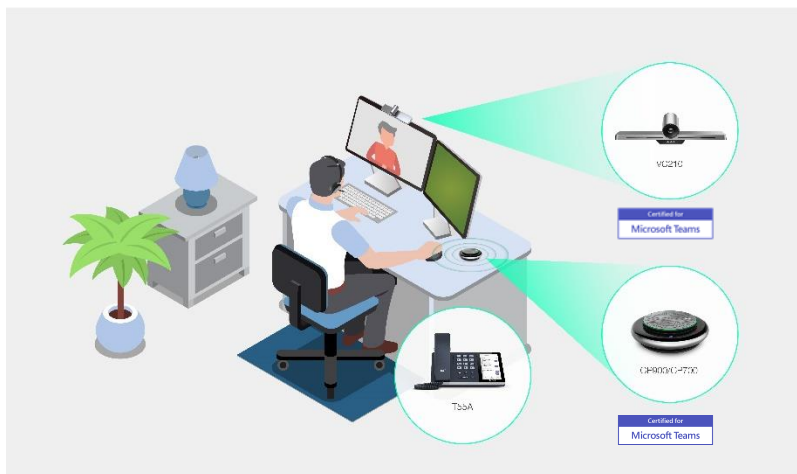 VC210
Certified for
Microsoft Teams
CP900/CP700
T55A
Certified for
Microsoft Teams